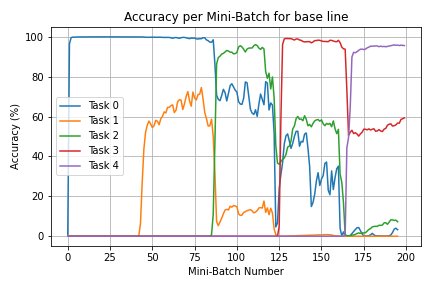 Accuracy per Mini-Batch for base line
Accuracy (%)
100
80
60
40
20
0
Task 0
Task 1
Task 2
Task 3
Task 4
0 25 50 75 100 125 150 175 200
Mini-Batch Number